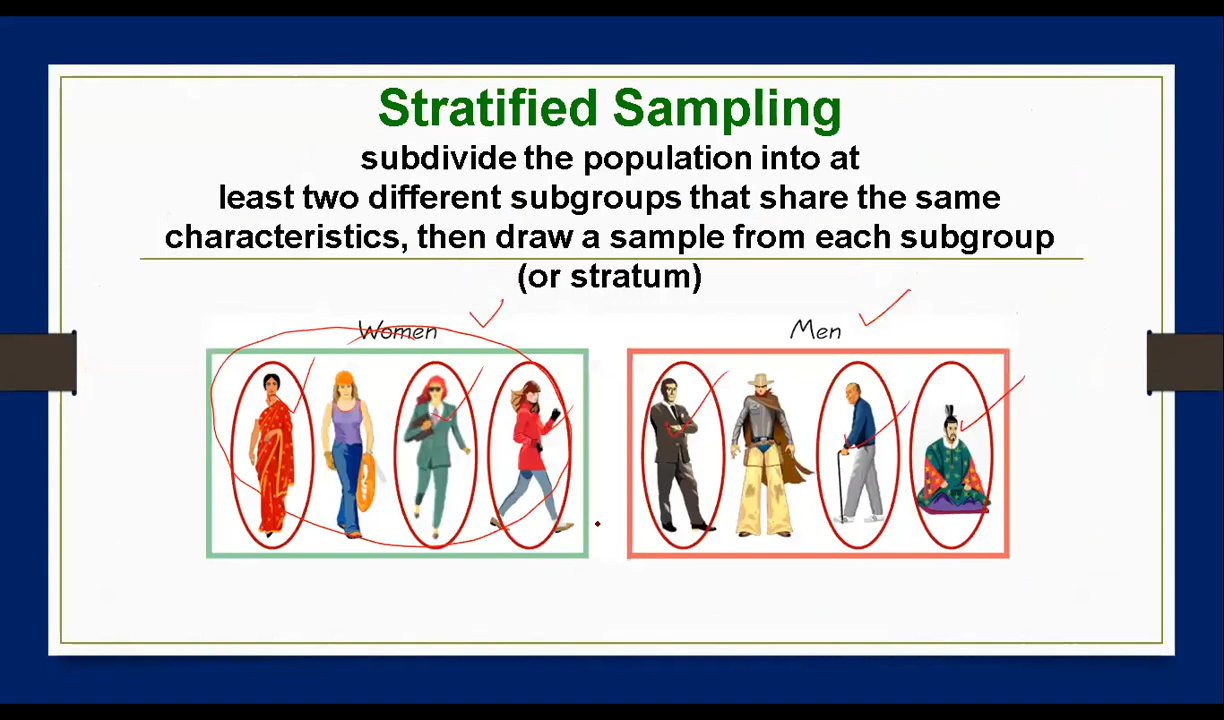 Stratified Sampling
subdivide the population into at
least two different subgroups that share the same
characteristics, then draw a sample from each subgroup
(or stratum)
Women
Men